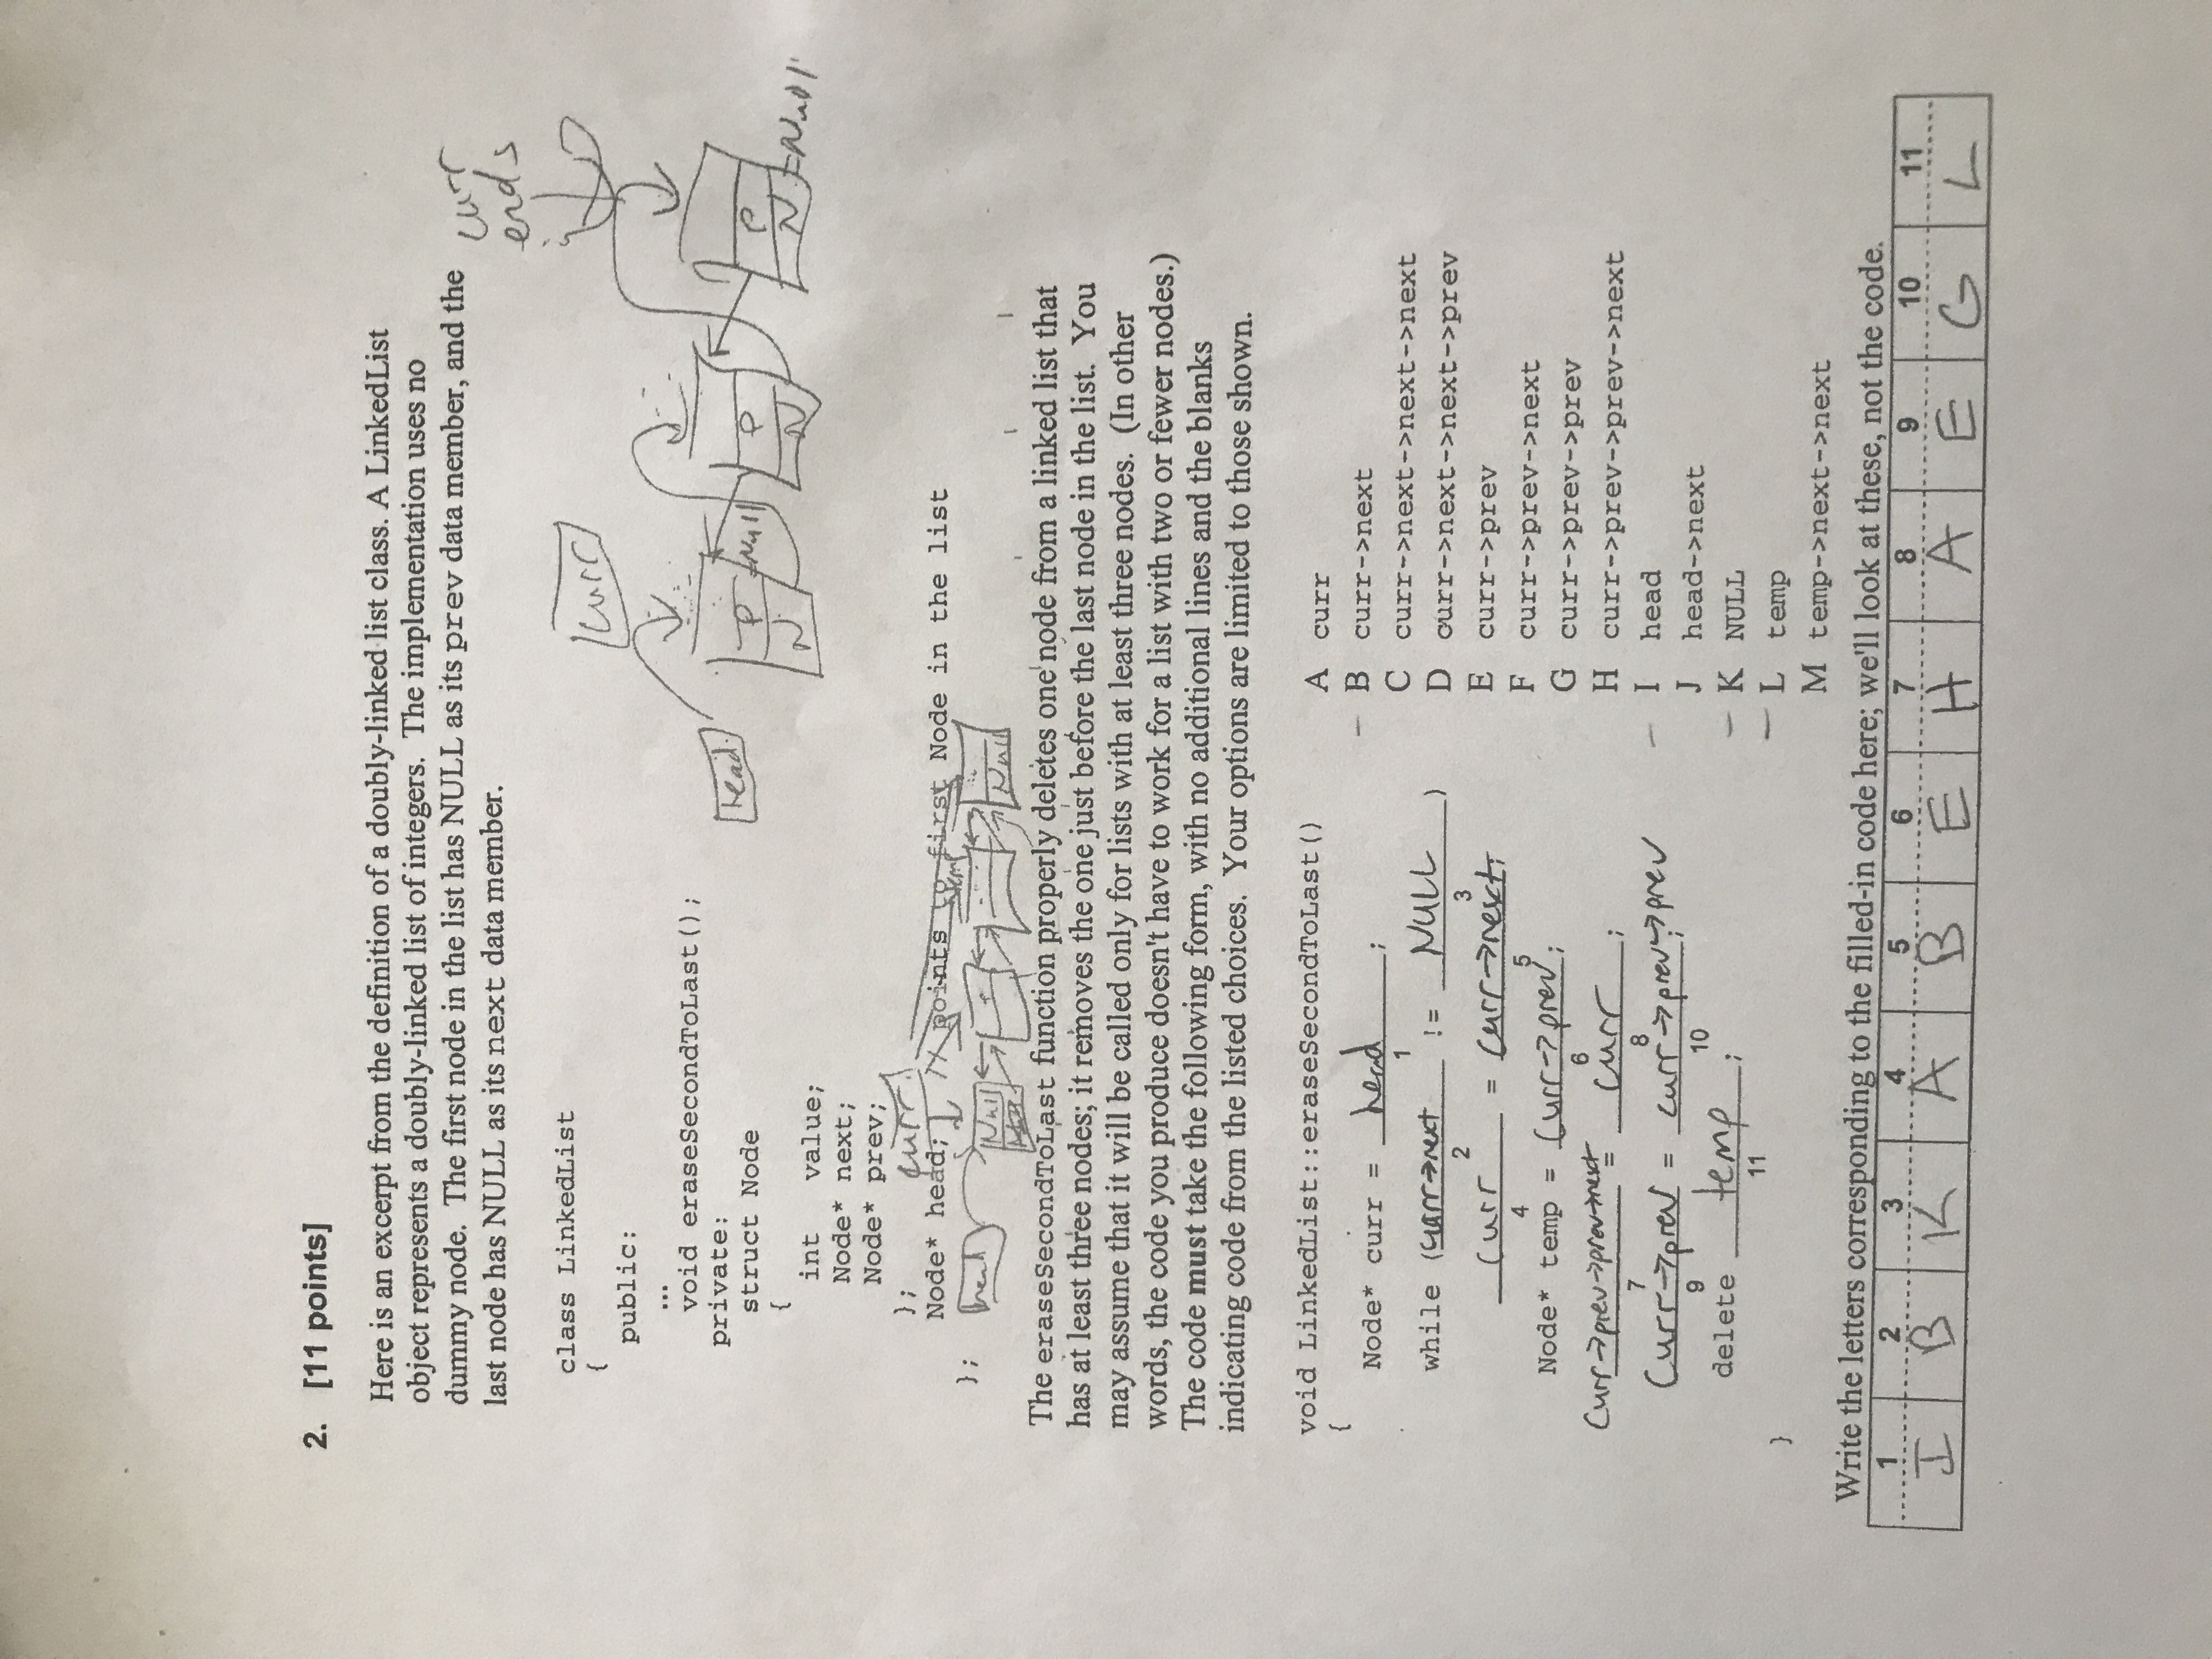 2. [11 points]
Here is an excerpt from the definition of a doubly-linked list class. A LinkedList
object represents a doubly-linked list of integers. The implementation uses no
dummy node. The first node in the list has NULL as its prev data member, and the
last node has NULL as its next data member.
curr
ends
class LinkedList
{
public:
...
void eraseSecondToLast();
private:
struct Node
{
int value;
Node* next;
Node* prev;
};
Node* head; // points to first Node in the list
};
curr
head
P =Null P P
N N N =Null
curr
temp
head
Null
Null
The eraseSecondToLast function properly deletes one node from a linked list that
has at least three nodes; it removes the one just before the last node in the list. You
may assume that it will be called only for lists with at least three nodes. (In other
words, the code you produce doesn't have to work for a list with two or fewer nodes.)
The code must take the following form, with no additional lines and the blanks
indicating code from the listed choices. Your options are limited to those shown.
void LinkedList::eraseSecondToLast()
{
Node* curr = head ;
1
while (curr->next != NULL )
2 3
curr = curr->next;
4 5
Node* temp = curr->prev;
6
curr->prev->prev->next = curr ;
7 8
curr->prev = curr->prev->prev ;
9 10
delete temp ;
11
}
A curr
- B curr->next
C curr->next->next->next
D curr->next->next->prev
E curr->prev
F curr->prev->next
G curr->prev->prev
H curr->prev->prev->next
- I head
J head->next
- K NULL
- L temp
M temp->next->next
Write the letters corresponding to the filled-in code here; we'll look at these, not the code.
1 2 3 4 5 6 7 8 9 10 11
I B K A B E H A E G L